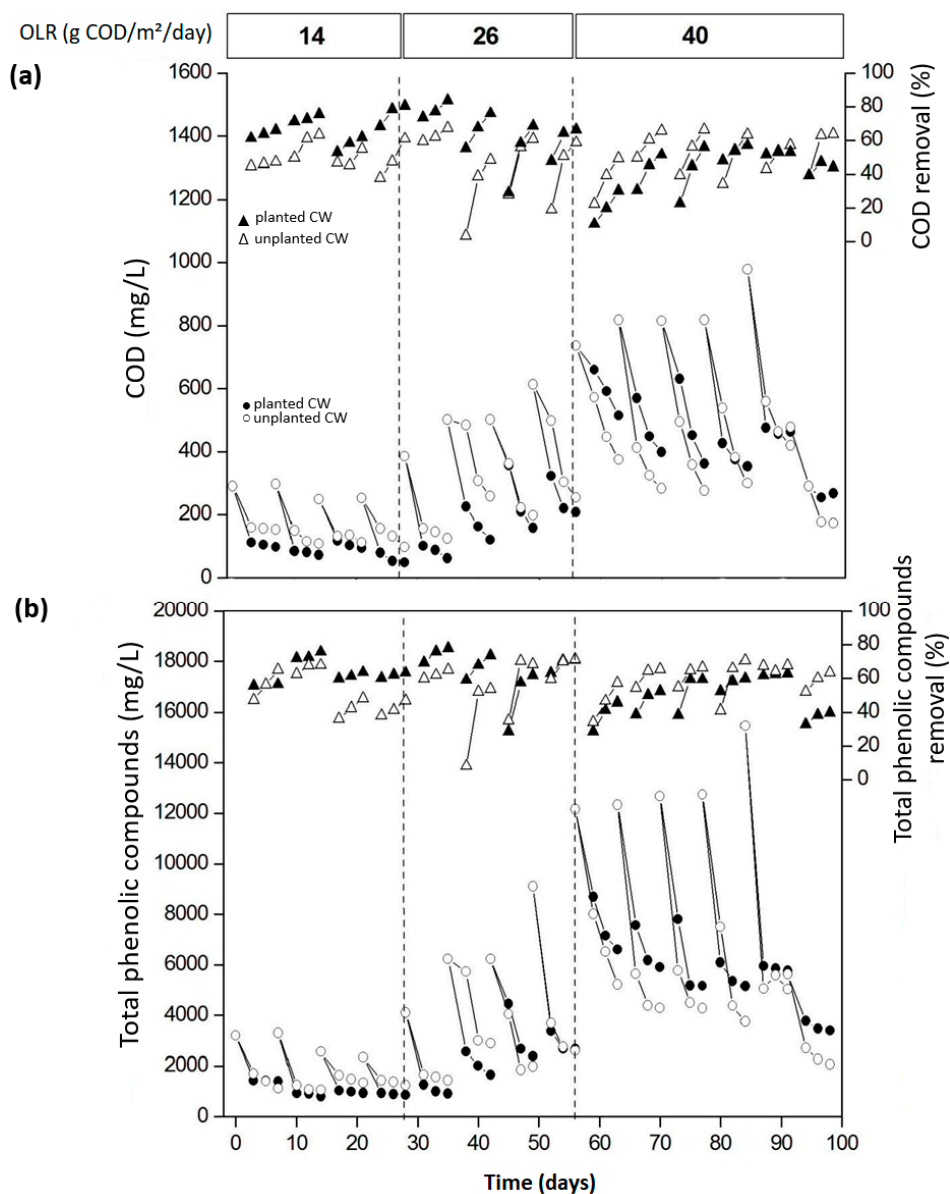 OLR (g COD/m²/day)
14
26
40
(a)
1600
1400
1200
1000
800
600
400
200
0
COD (mg/L)
100
80
60
40
20
0
COD removal (%)
planted CW
unplanted CW
planted CW
unplanted CW
(b)
20000
18000
16000
14000
12000
10000
8000
6000
4000
2000
0
Total phenolic compounds (mg/L)
100
80
60
40
20
0
Total phenolic compounds
removal (%)
0 10 20 30 40 50 60 70 80 90 100
Time (days)